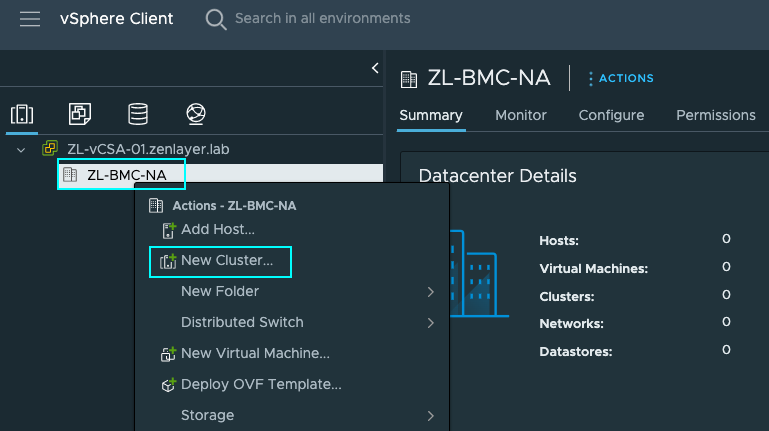 vSphere Client
Search in all environments
ZL-vCSA-01.zenlayer.lab
ZL-BMC-NA
Actions - ZL-BMC-NA
Add Host...
New Cluster...
New Folder
Distributed Switch
New Virtual Machine...
Deploy OVF Template...
Storage
ZL-BMC-NA
ACTIONS
Summary Monitor Configure Permissions
Datacenter Details
Hosts: 0
Virtual Machines: 0
Clusters: 0
Networks: 0
Datastores: 0